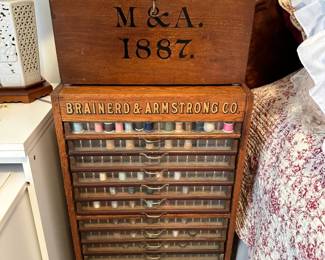 M & A.
1887.
BRAINERD & ARMSTRONG CO.